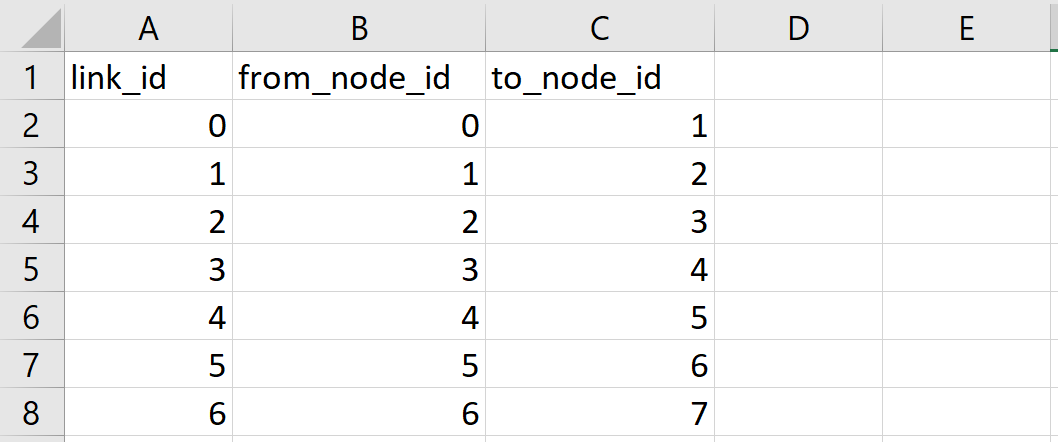 A B C D E
1 link_id from_node_id to_node_id
2 0 0 1
3 1 1 2
4 2 2 3
5 3 3 4
6 4 4 5
7 5 5 6
8 6 6 7